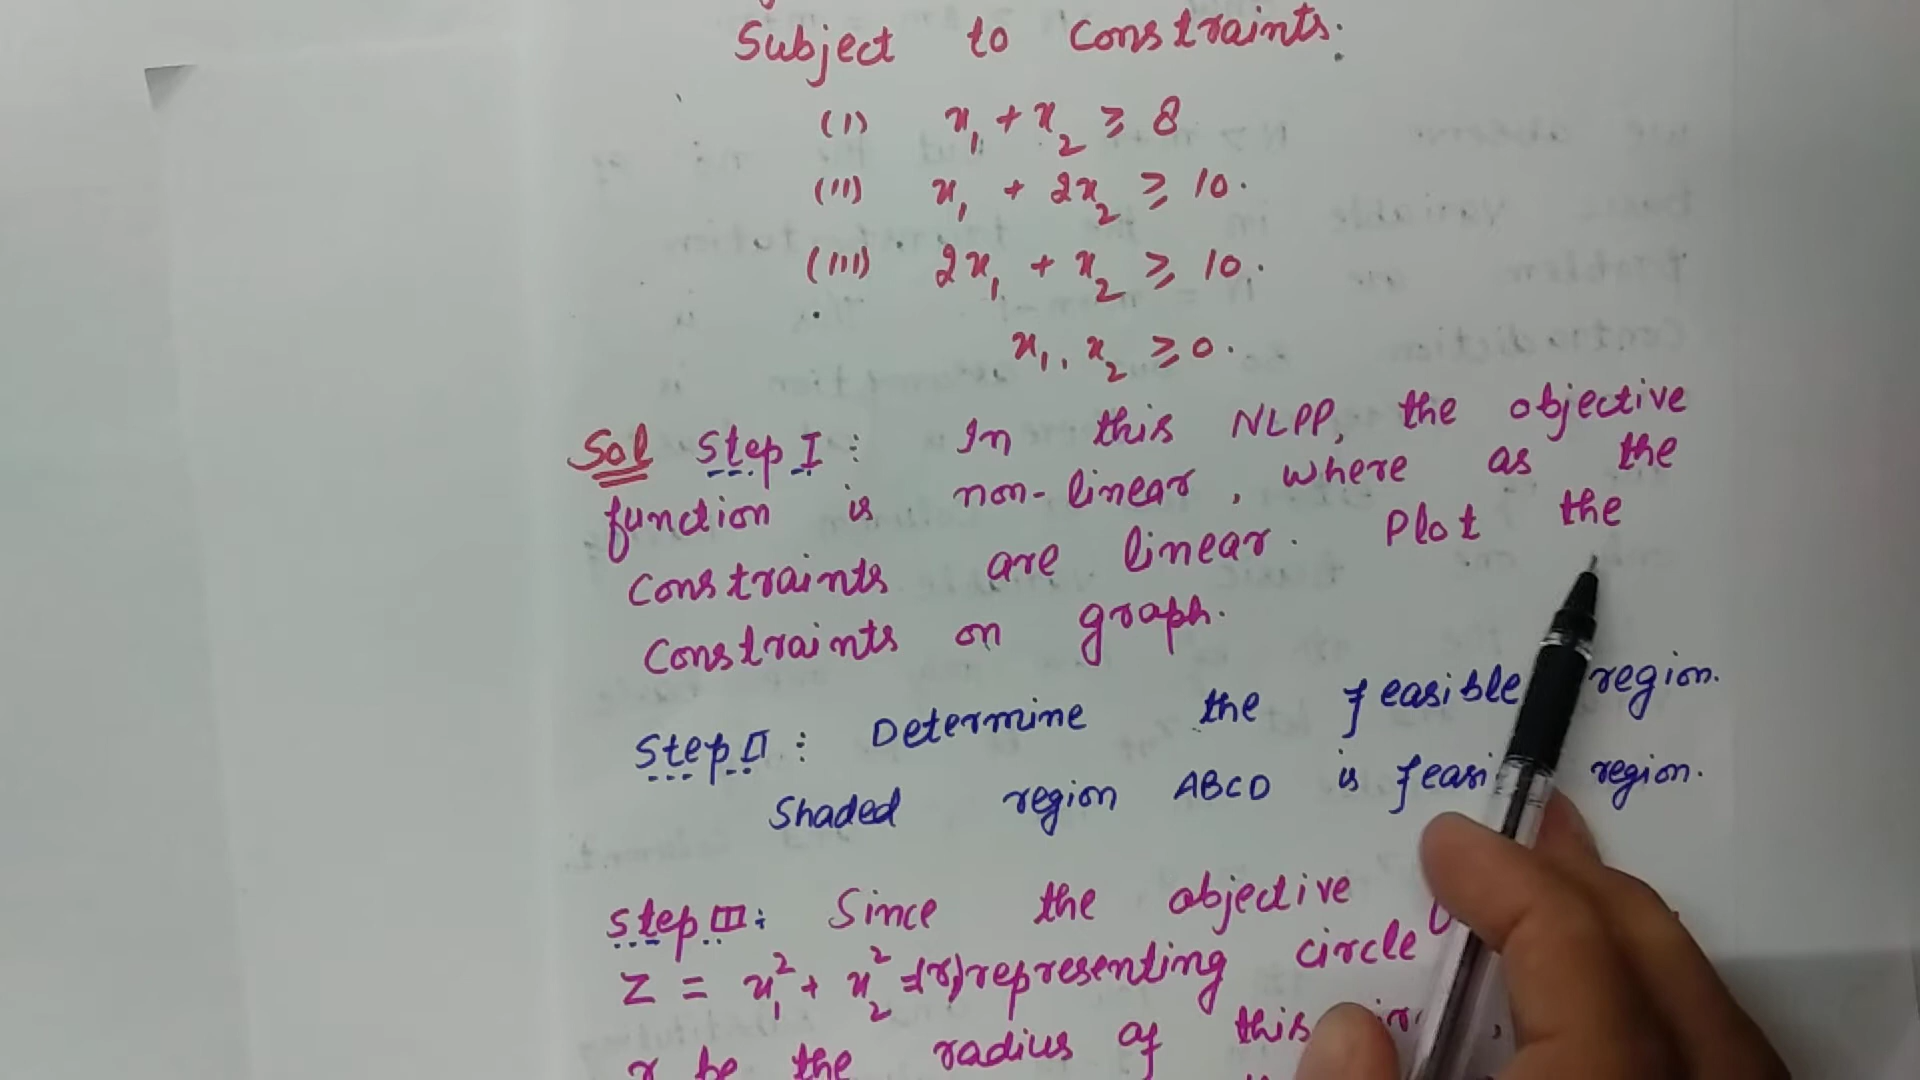 Subject to constraints.
(I) x₁ + x₂ ≥ 8
(II) x₁ + 2x₂ ≥ 10.
(III) 2x₁ + x₂ ≥ 10.
x₁, x₂ ≥ 0.
Sol Step I: In this NLPP, the objective
function is non-linear, where as the
constraints are linear. Plot the
constraints on graph.
Step II: Determine the feasible region.
Shaded region ABCD is feasi region.
Step III: Since the objective
Z = x₁² + x₂² = (r) representing circle
r be the radius of this